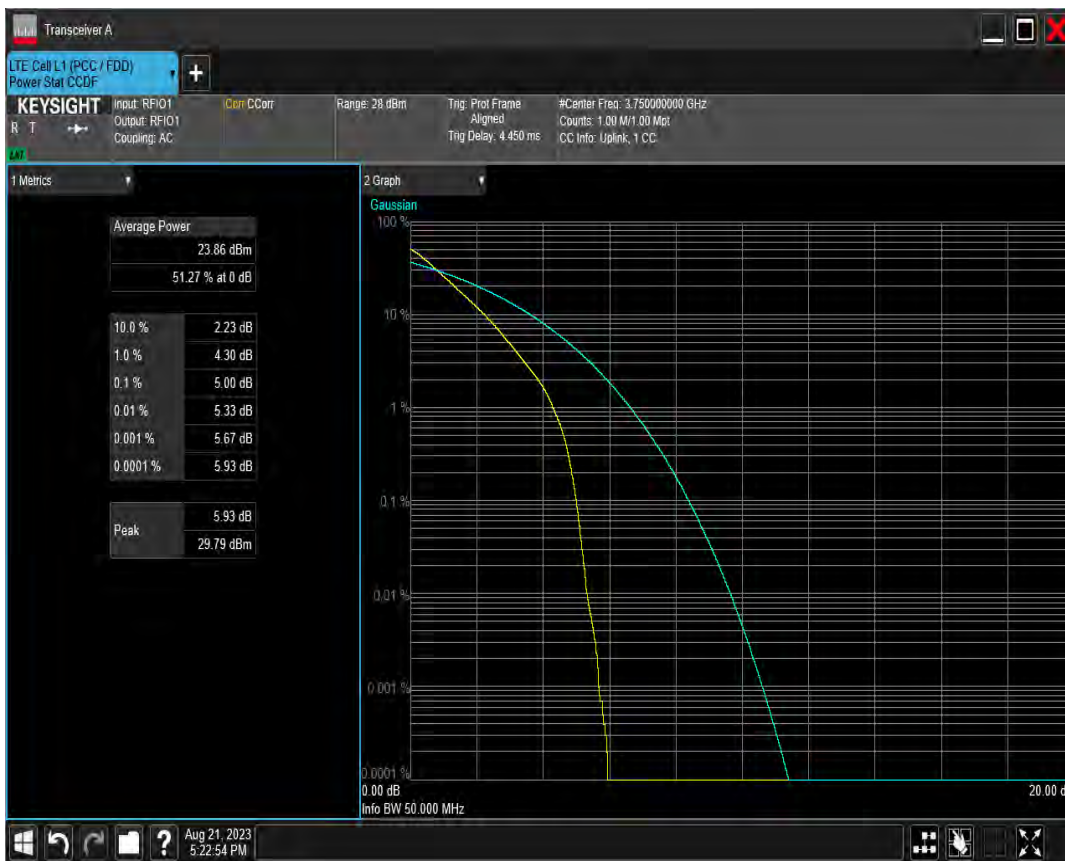 Transceiver A
LTE Cell L1 (PCC / FDD)
Power Stat CCDF
+
KEYSIGHT
R T
LXI
Input: RFIO1
Output: RFIO1
Coupling: AC
Corr CCorr
Range: 28 dBm
Trig: Prot Frame
Aligned
Trig Delay: 4.450 ms
#Center Freq: 3.750000000 GHz
Counts: 1.00 M/1.00 Mpt
CC Info: Uplink, 1 CC
1 Metrics
Average Power
23.86 dBm
51.27 % at 0 dB
10.0 % 2.23 dB
1.0 % 4.30 dB
0.1 % 5.00 dB
0.01 % 5.33 dB
0.001 % 5.67 dB
0.0001 % 5.93 dB
Peak
5.93 dB
29.79 dBm
2 Graph
Gaussian
100 %
10 %
1 %
0.1 %
0.01 %
0.001 %
0.0001 %
0.00 dB
20.00 d
Info BW 50.000 MHz
?
Aug 21, 2023
5:22:54 PM